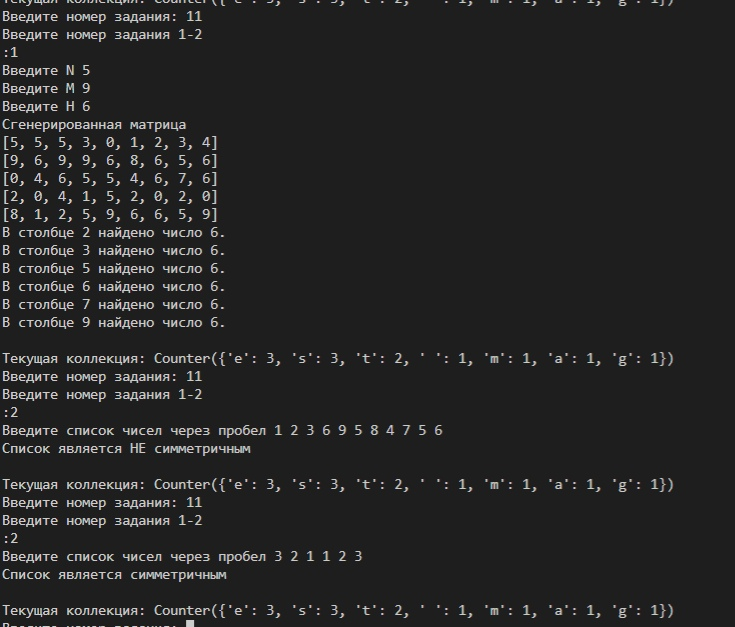 Текущая коллекция: Counter({'e': 3, 's': 3, 't': 2, ' ': 1, 'm': 1, 'a': 1, 'g': 1})
Введите номер задания: 11
Введите номер задания 1-2
:1
Введите N 5
Введите M 9
Введите H 6
Сгенерированная матрица
[5, 5, 5, 3, 0, 1, 2, 3, 4]
[9, 6, 9, 9, 6, 8, 6, 5, 6]
[0, 4, 6, 5, 5, 4, 6, 7, 6]
[2, 0, 4, 1, 5, 2, 0, 2, 0]
[8, 1, 2, 5, 9, 6, 6, 5, 9]
В столбце 2 найдено число 6.
В столбце 3 найдено число 6.
В столбце 5 найдено число 6.
В столбце 6 найдено число 6.
В столбце 7 найдено число 6.
В столбце 9 найдено число 6.
Текущая коллекция: Counter({'e': 3, 's': 3, 't': 2, ' ': 1, 'm': 1, 'a': 1, 'g': 1})
Введите номер задания: 11
Введите номер задания 1-2
:2
Введите список чисел через пробел 1 2 3 6 9 5 8 4 7 5 6
Список является НЕ симметричным
Текущая коллекция: Counter({'e': 3, 's': 3, 't': 2, ' ': 1, 'm': 1, 'a': 1, 'g': 1})
Введите номер задания: 11
Введите номер задания 1-2
:2
Введите список чисел через пробел 3 2 1 1 2 3
Список является симметричным
Текущая коллекция: Counter({'e': 3, 's': 3, 't': 2, ' ': 1, 'm': 1, 'a': 1, 'g': 1})
Введите номер задания: